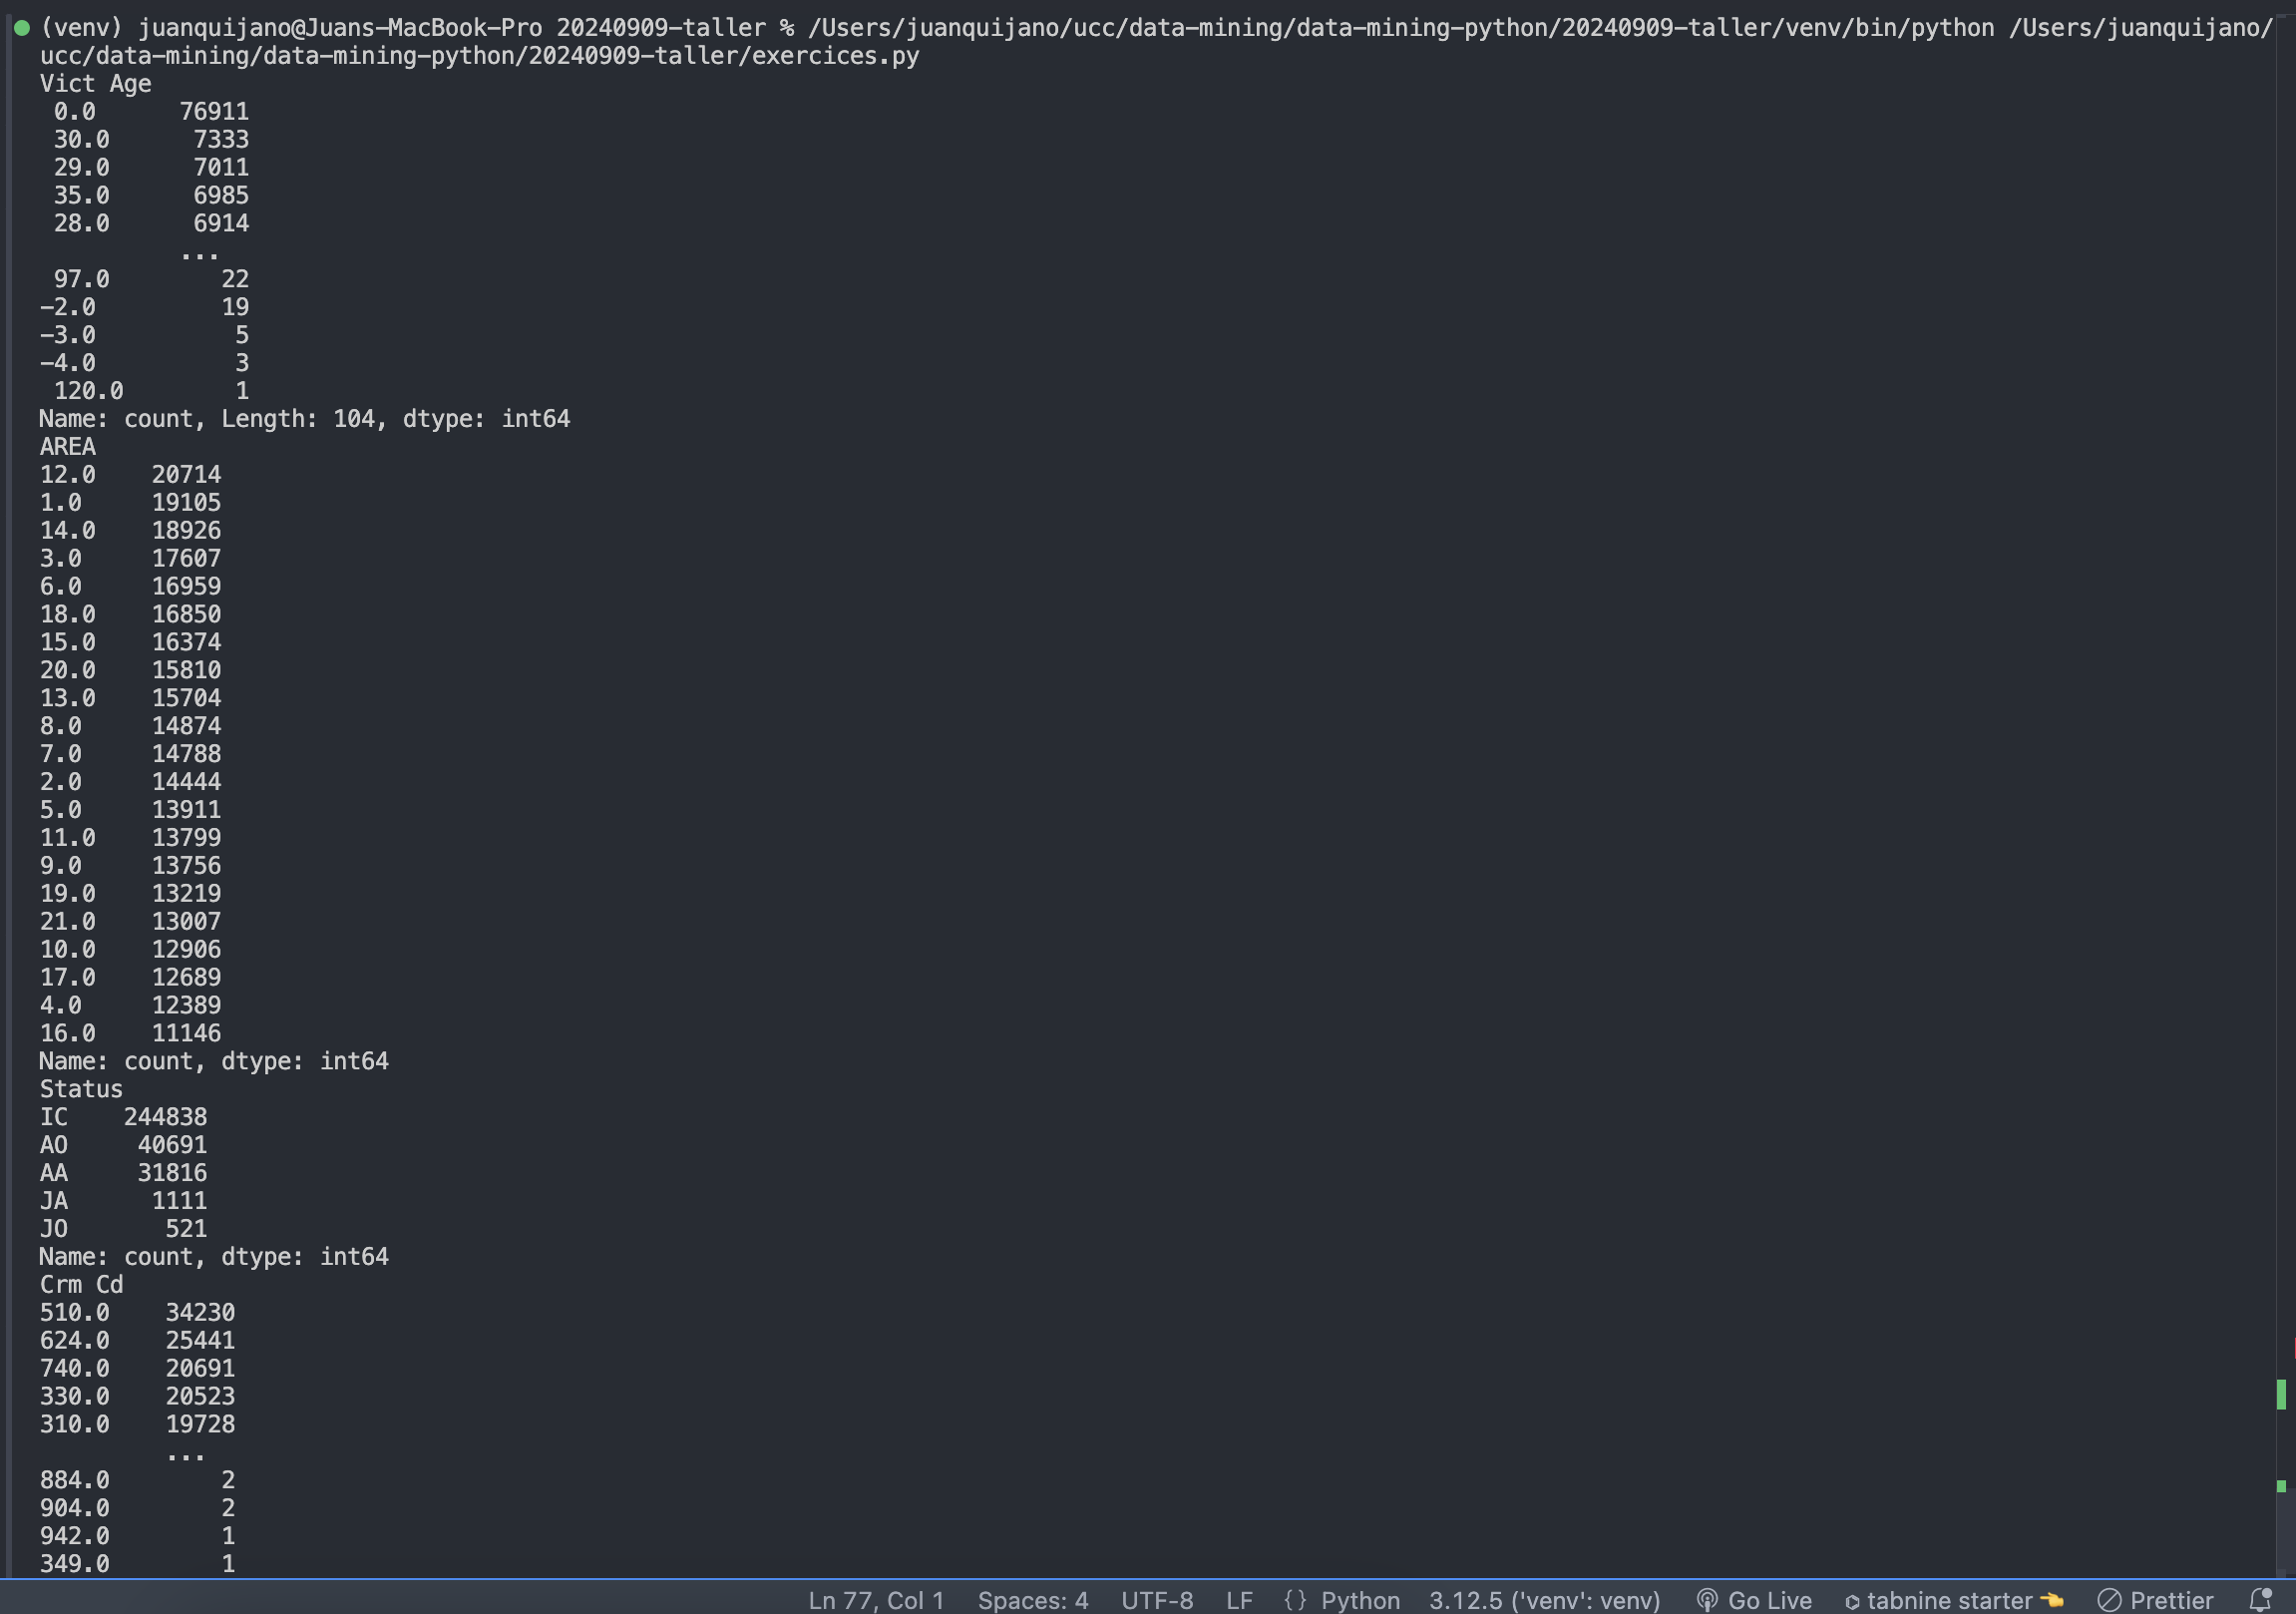 (venv) juanquijano@Juans-MacBook-Pro 20240909-taller % /Users/juanquijano/ucc/data-mining/data-mining-python/20240909-taller/venv/bin/python /Users/juanquijano/
ucc/data-mining/data-mining-python/20240909-taller/exercices.py
Vict Age
 0.0      76911
 30.0      7333
 29.0      7011
 35.0      6985
 28.0      6914
          ...
 97.0        22
-2.0         19
-3.0          5
-4.0          3
 120.0        1
Name: count, Length: 104, dtype: int64
AREA
12.0    20714
1.0     19105
14.0    18926
3.0     17607
6.0     16959
18.0    16850
15.0    16374
20.0    15810
13.0    15704
8.0     14874
7.0     14788
2.0     14444
5.0     13911
11.0    13799
9.0     13756
19.0    13219
21.0    13007
10.0    12906
17.0    12689
4.0     12389
16.0    11146
Name: count, dtype: int64
Status
IC    244838
AO     40691
AA     31816
JA      1111
JO       521
Name: count, dtype: int64
Crm Cd
510.0    34230
624.0    25441
740.0    20691
330.0    20523
310.0    19728
         ...
884.0        2
904.0        2
942.0        1
349.0        1
Ln 77, Col 1 Spaces: 4 UTF-8 LF {} Python 3.12.5 ('venv': venv) Go Live tabnine starter 👈 Prettier